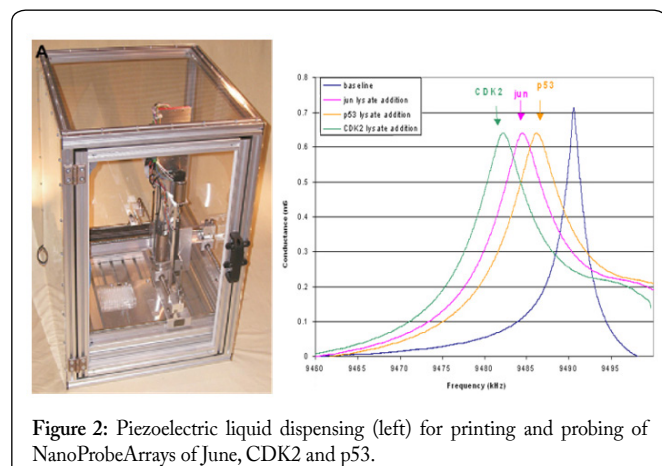 A
CDK2
jun
p53
baseline
jun lysate addition
p53 lysate addition
CDK2 lysate addition
0.8
0.7
0.6
0.5
0.4
0.3
0.2
0.1
0
Conductance (mS
9460
9465
9470
9475
9480
9485
9490
9495
Frequency (kHz)
Figure 2: Piezoelectric liquid dispensing (left) for printing and probing of
NanoProbeArrays of June, CDK2 and p53.